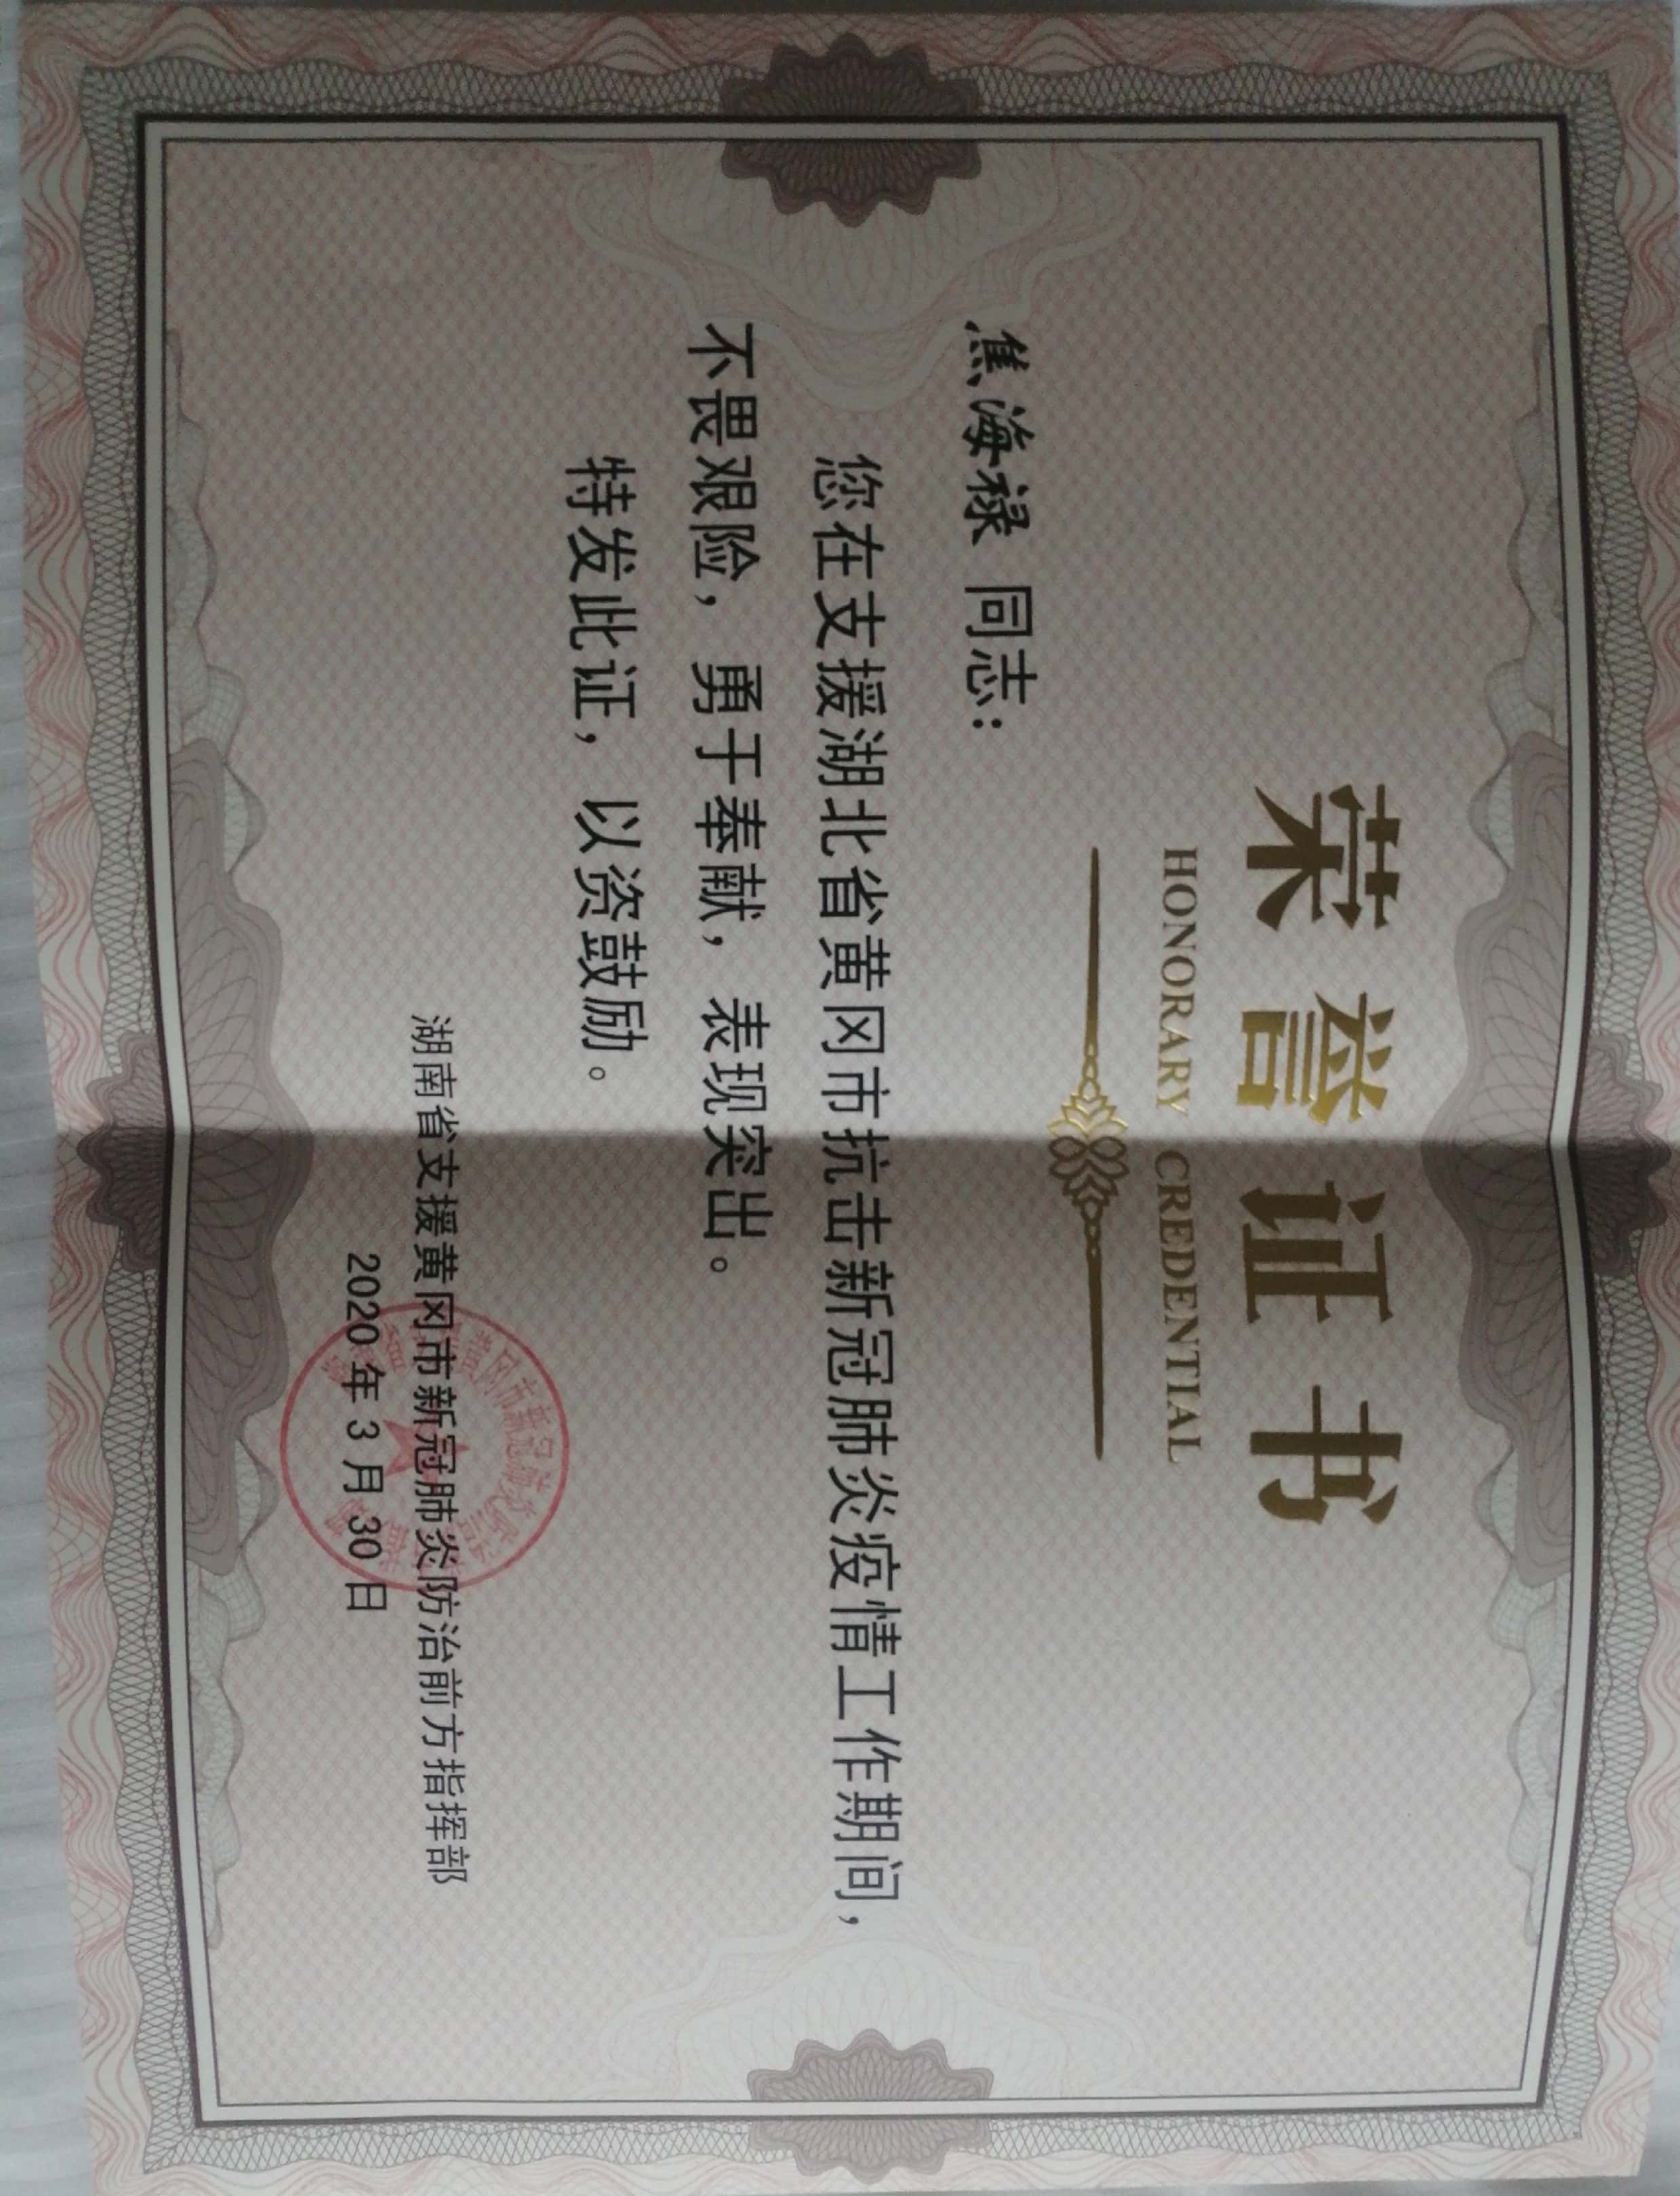 荣誉证书
HONORARY CREDENTIAL
焦海禄 同志:
您在支援湖北省黄冈市抗击新冠肺炎疫情工作期间,
不畏艰险,勇于奉献,表现突出。
特发此证,以资鼓励。
湖南省支援黄冈市新冠肺炎防治前方指挥部
2020年3月30日